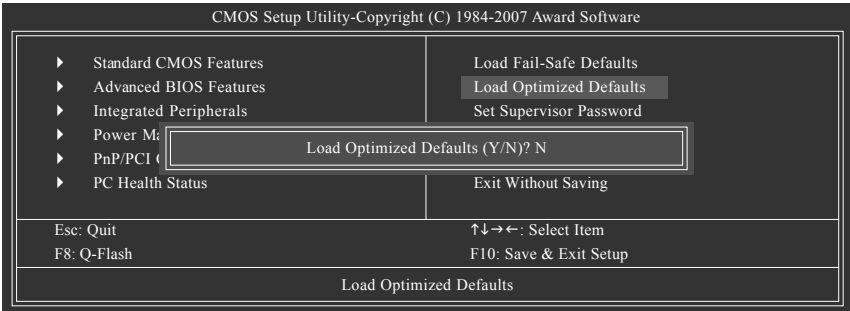 CMOS Setup Utility-Copyright (C) 1984-2007 Award Software
Standard CMOS Features
Advanced BIOS Features
Integrated Peripherals
Power
PnP/PCI
PC Health Status
Load Fail-Safe Defaults
Load Optimized Defaults
Set Supervisor Password
Exit Without Saving
Load Optimized Defaults (Y/N)? N
Esc: Quit
↑↓→←: Select Item
F8: Q-Flash
F10: Save & Exit Setup
Load Optimized Defaults